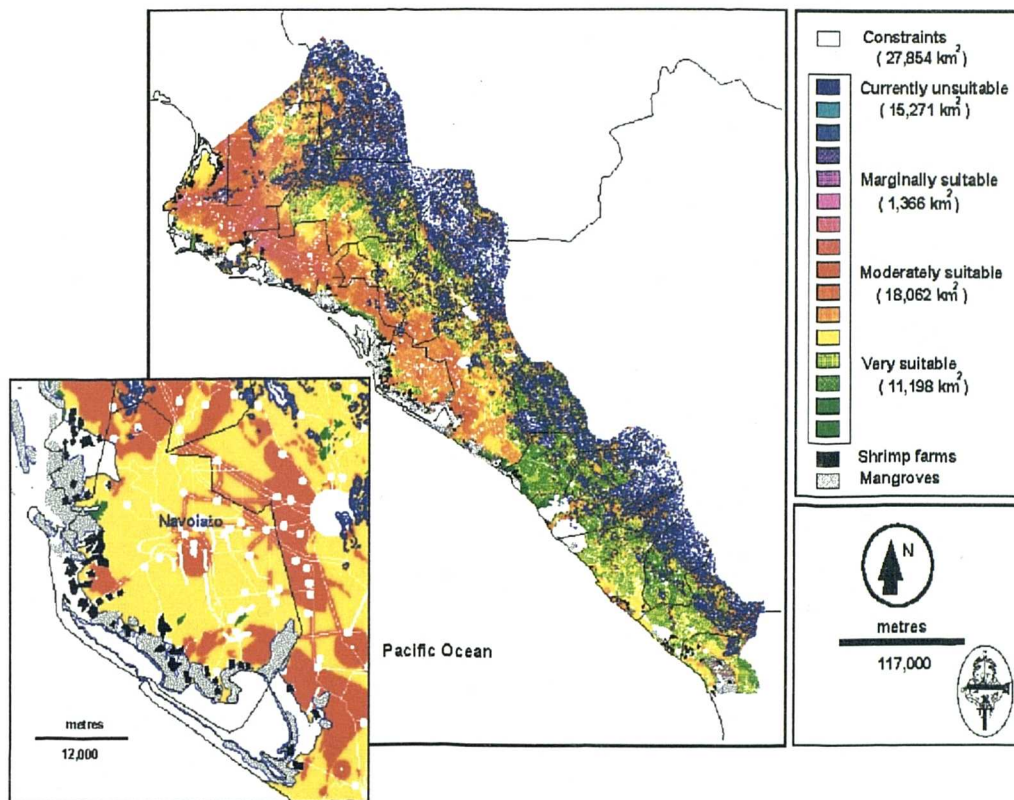 Constraints
( 27,854 km²)
Currently unsuitable
( 15,271 km²)
Marginally suitable
( 1,366 km²)
Moderately suitable
( 18,062 km²)
Very suitable
( 11,198 km²)
Shrimp farms
Mangroves
N
metres
117,000
Pacific Ocean
Navolato
metres
12,000